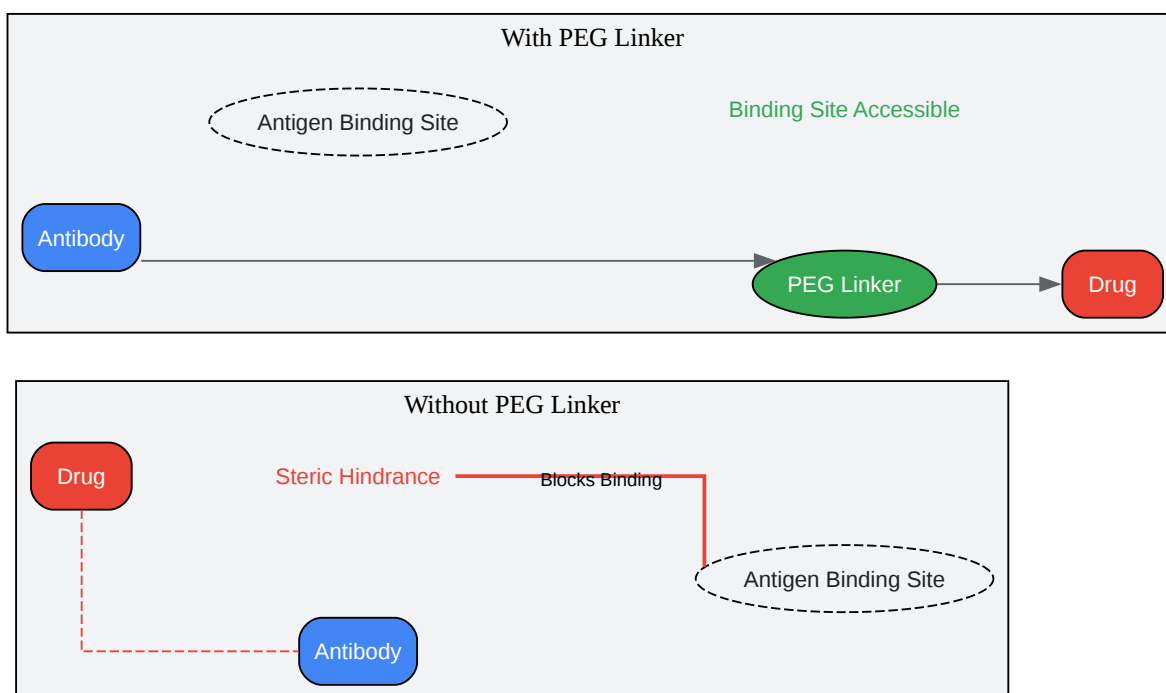 With PEG Linker
Antigen Binding Site
Binding Site Accessible
Antibody
PEG Linker
Drug
Without PEG Linker
Drug
Steric Hindrance
Blocks Binding
Antigen Binding Site
Antibody